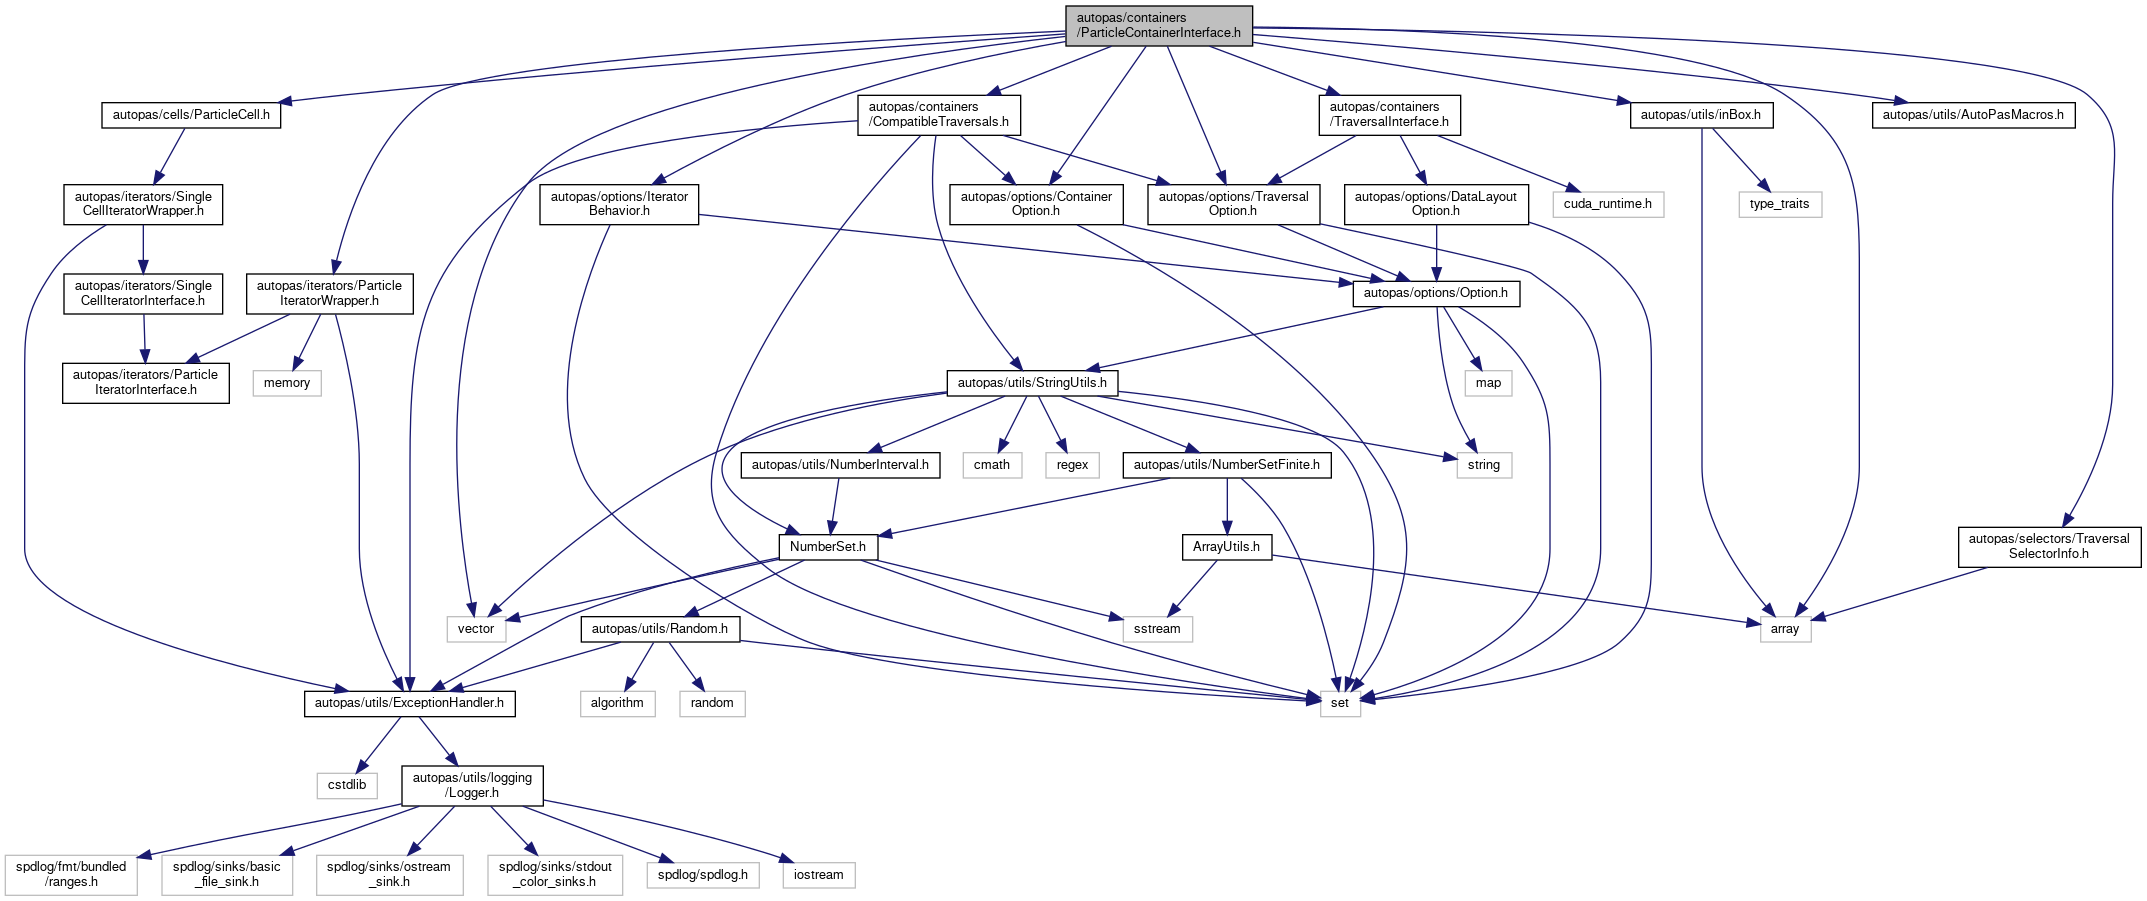 autopas/containers
/ParticleContainerInterface.h
autopas/cells/ParticleCell.h
autopas/containers
/CompatibleTraversals.h
autopas/containers
/TraversalInterface.h
autopas/utils/inBox.h
autopas/utils/AutoPasMacros.h
autopas/iterators/Single
CellIteratorWrapper.h
autopas/options/Iterator
Behavior.h
autopas/options/Container
Option.h
autopas/options/Traversal
Option.h
autopas/options/DataLayout
Option.h
cuda_runtime.h
type_traits
autopas/iterators/Single
CellIteratorInterface.h
autopas/iterators/Particle
IteratorWrapper.h
autopas/options/Option.h
autopas/iterators/Particle
IteratorInterface.h
memory
autopas/utils/StringUtils.h
map
autopas/utils/NumberInterval.h
cmath
regex
autopas/utils/NumberSetFinite.h
string
NumberSet.h
ArrayUtils.h
autopas/selectors/Traversal
SelectorInfo.h
vector
autopas/utils/Random.h
sstream
array
autopas/utils/ExceptionHandler.h
algorithm
random
set
cstdlib
autopas/utils/logging
/Logger.h
spdlog/fmt/bundled
/ranges.h
spdlog/sinks/basic
_file_sink.h
spdlog/sinks/ostream
_sink.h
spdlog/sinks/stdout
_color_sinks.h
spdlog/spdlog.h
iostream